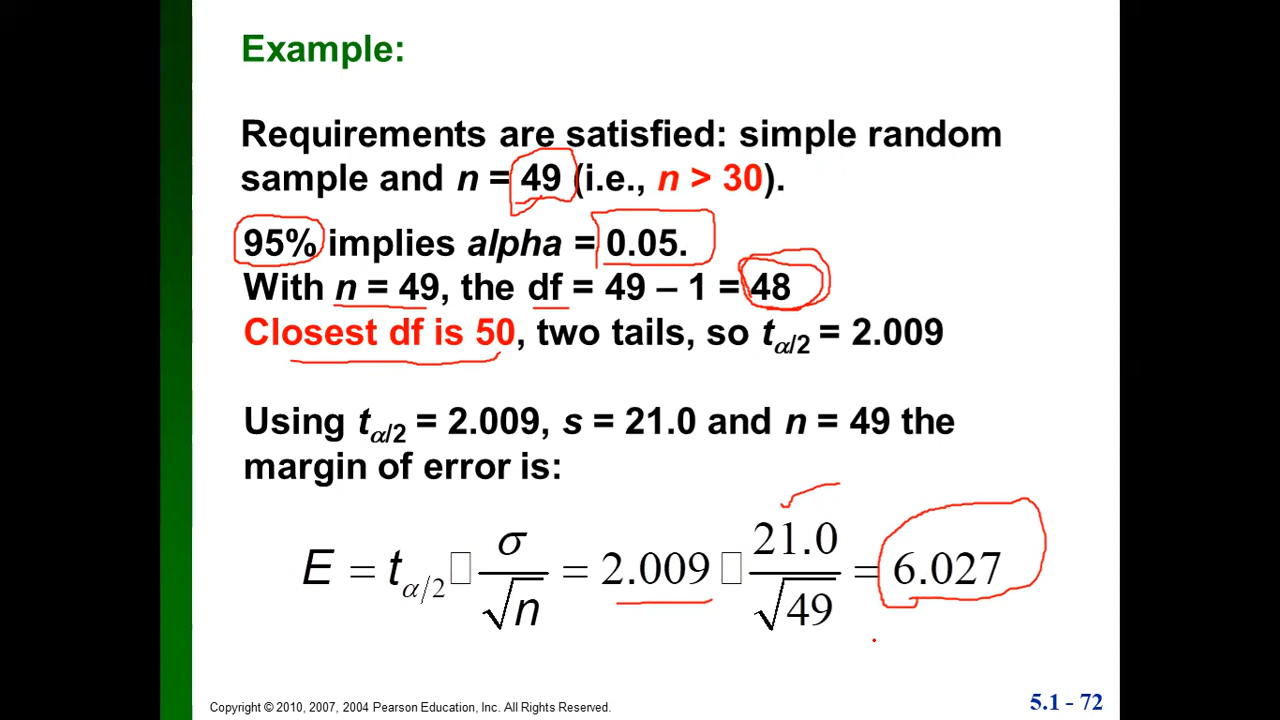 Example:
Requirements are satisfied: simple random
sample and n = 49 (i.e., n > 30).
95% implies alpha = 0.05.
With n = 49, the df = 49 – 1 = 48
Closest df is 50, two tails, so tα/2 = 2.009
Using tα/2 = 2.009, s = 21.0 and n = 49 the
margin of error is:
E = tα/2 □ σ/√n = 2.009 □ 21.0/√49 = 6.027
Copyright © 2010, 2007, 2004 Pearson Education, Inc. All Rights Reserved.
5.1 - 72